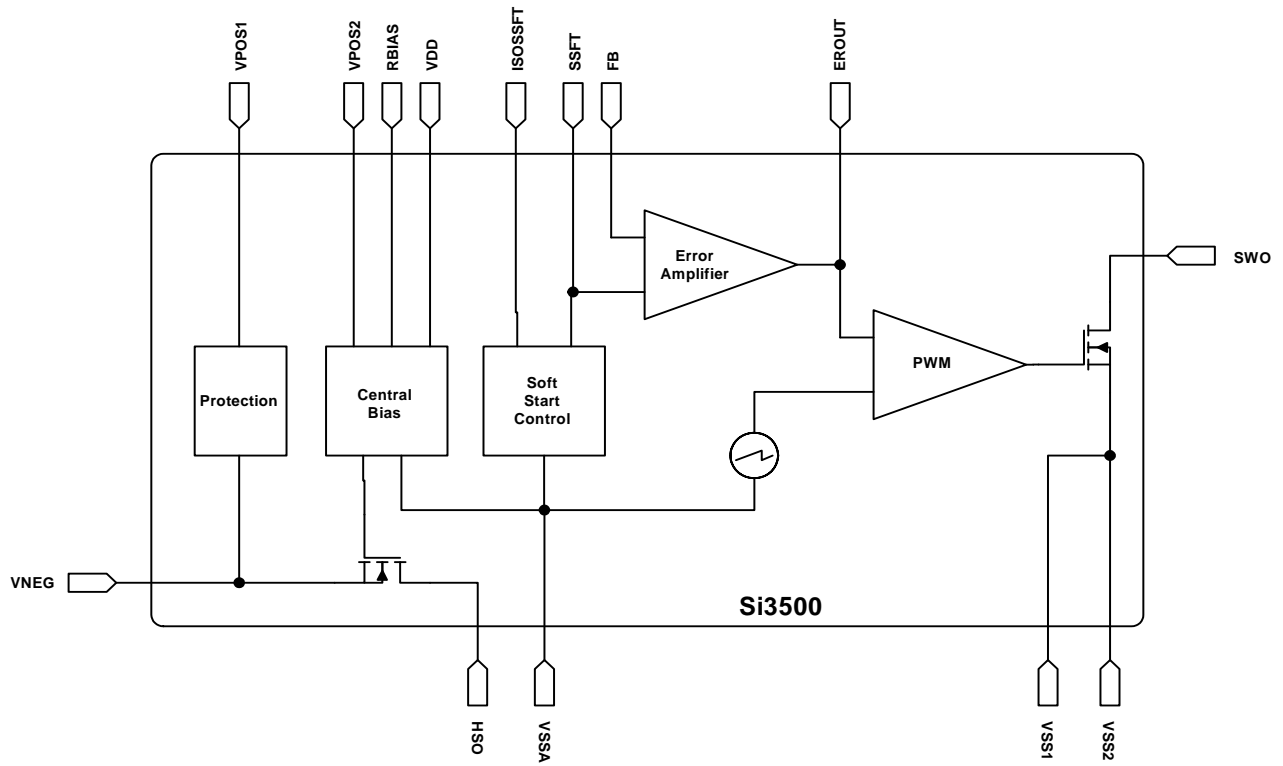 VPOS1
VPOS2
RBIAS
VDD
ISOSSFT
SSFT
FB
EROUT
Error
Amplifier
SWO
PWM
Protection
Central
Bias
Soft
Start
Control
VNEG
Si3500
HSO
VSSA
VSS1
VSS2